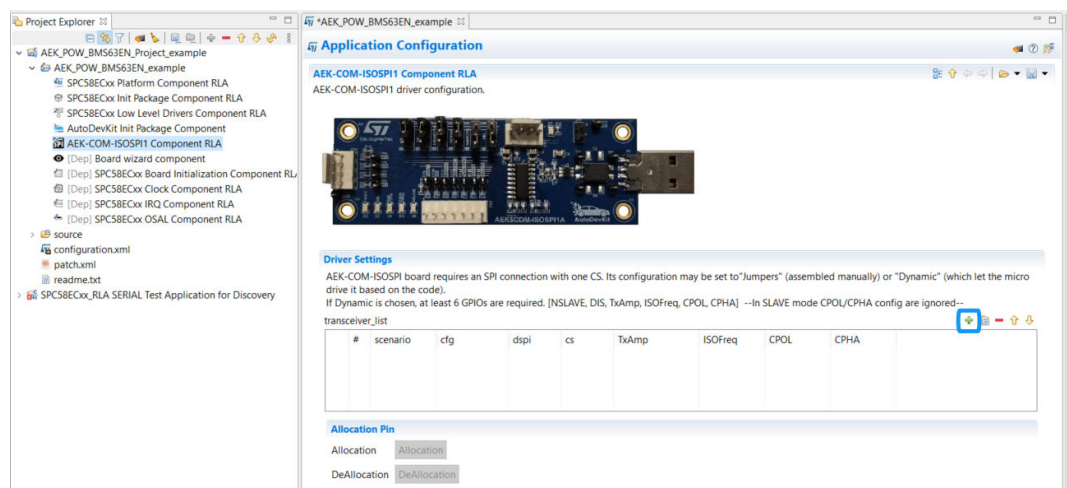 Project Explorer
AEK_POW_BMS63EN_Project_example
AEK_POW_BMS63EN_example
SPC58ECxx Platform Component RLA
SPC58ECxx Init Package Component RLA
SPC58ECxx Low Level Drivers Component RLA
AutoDevKit Init Package Component
AEK-COM-ISOSPI1 Component RLA
[Dep] Board wizard component
[Dep] SPC58ECxx Board Initialization Component RL
[Dep] SPC58ECxx Clock Component RLA
[Dep] SPC58ECxx IRQ Component RLA
[Dep] SPC58ECxx OSAL Component RLA
source
configuration.xml
patch.xml
readme.txt
SPC58ECxx_RLA SERIAL Test Application for Discovery
*AEK_POW_BMS63EN_example
Application Configuration
AEK-COM-ISOSPI1 Component RLA
AEK-COM-ISOSPI1 driver configuration.
AutoDevKit
Driver Settings
AEK-COM-ISOSPI board requires an SPI connection with one CS. Its configuration may be set to"Jumpers" (assembled manually) or "Dynamic" (which let the micro
drive it based on the code).
If Dynamic is chosen, at least 6 GPIOs are required. [NSLAVE, DIS, TxAmp, ISOFreq, CPOL, CPHA] --In SLAVE mode CPOL/CPHA config are ignored--
transceiver_list
# scenario cfg dspi cs TxAmp ISOFreq CPOL CPHA
Allocation Pin
Allocation Allocation
DeAllocation DeAllocation